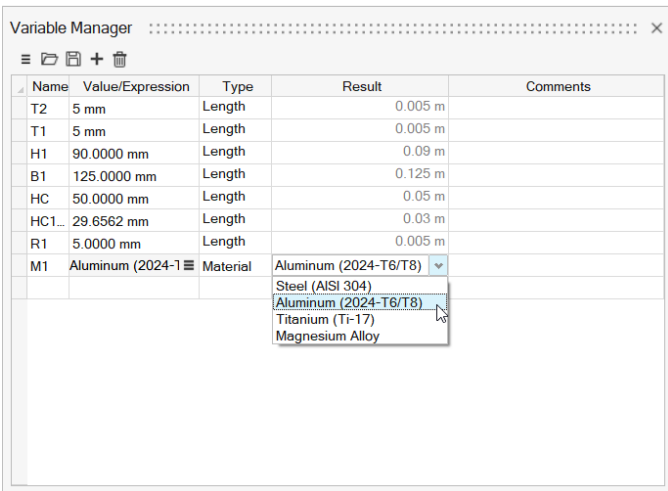 Variable Manager
Name Value/Expression Type Result Comments
T2 5 mm Length 0.005 m
T1 5 mm Length 0.005 m
H1 90.0000 mm Length 0.09 m
B1 125.0000 mm Length 0.125 m
HC 50.0000 mm Length 0.05 m
HC1... 29.6562 mm Length 0.03 m
R1 5.0000 mm Length 0.005 m
M1 Aluminum (2024-T Material Aluminum (2024-T6/T8)
Steel (AISI 304)
Aluminum (2024-T6/T8)
Titanium (Ti-17)
Magnesium Alloy